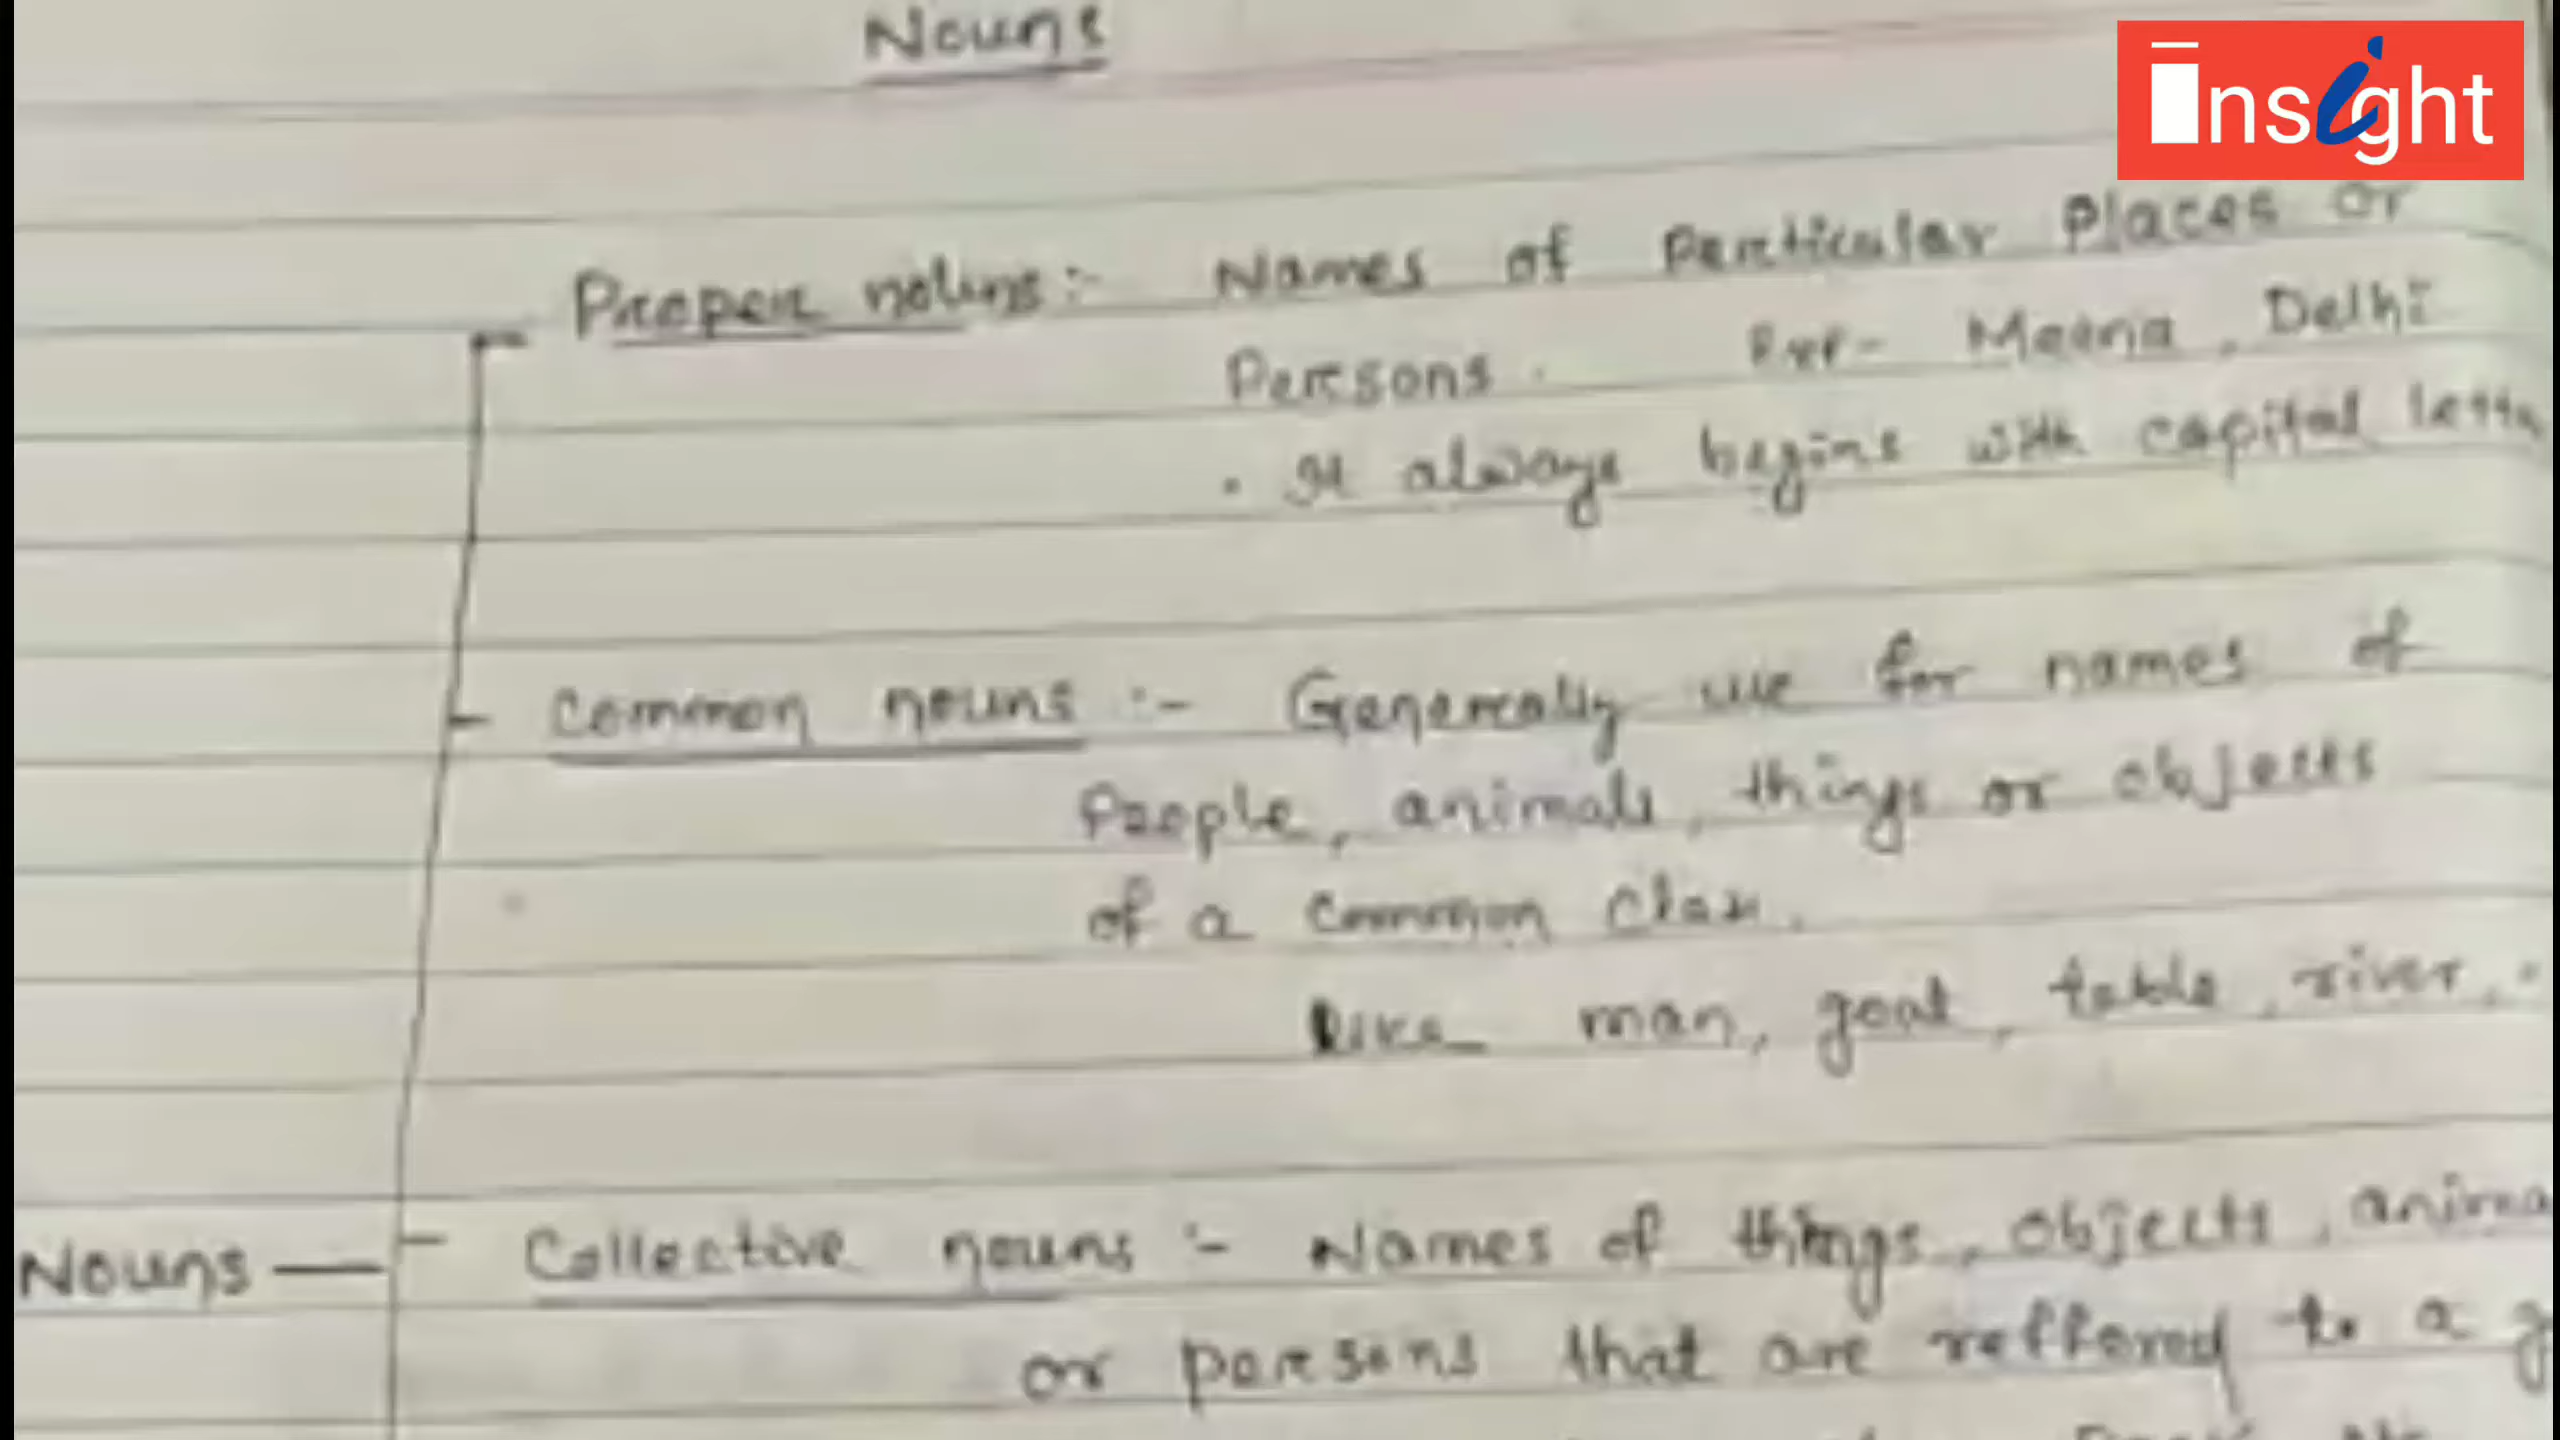 Nouns
Insight
Proper nouns :- Names of Perticular Places or
Persons . Exp- Meena , Delhi
. It always begins with capital
Common nouns :- Generally use for names of
People, animals, things or objects
of a common class.
Like man, goat, table, river,
Nouns — Collective nouns :- Names of things, objects,
or persons that are reffered to a